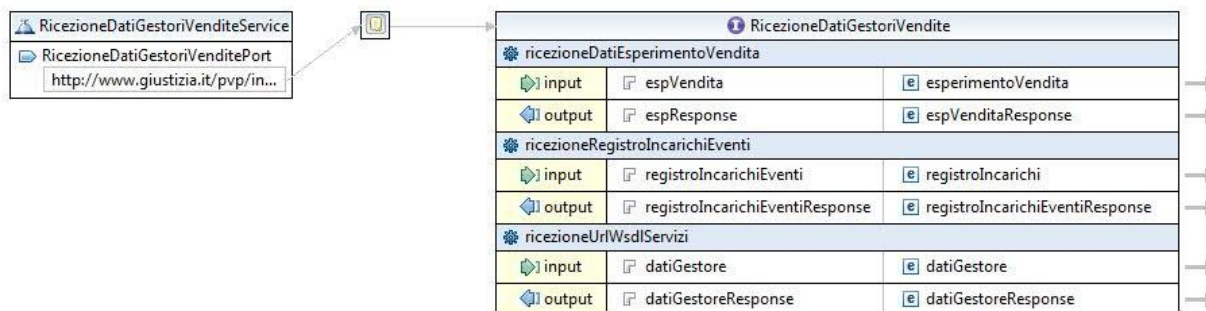 RicezioneDatiGestoriVenditeService
RicezioneDatiGestoriVenditePort
http://www.giustizia.it/pvp/in...
RicezioneDatiGestoriVendite
ricezioneDatiEsperimentoVendita
input espVendita esperimentoVendita
output espResponse espVenditaResponse
ricezioneRegistroIncarichiEventi
input registroIncarichiEventi registroIncarichi
output registroIncarichiEventiResponse registroIncarichiEventiResponse
ricezioneUrlWsdlServizi
input datiGestore datiGestore
output datiGestoreResponse datiGestoreResponse